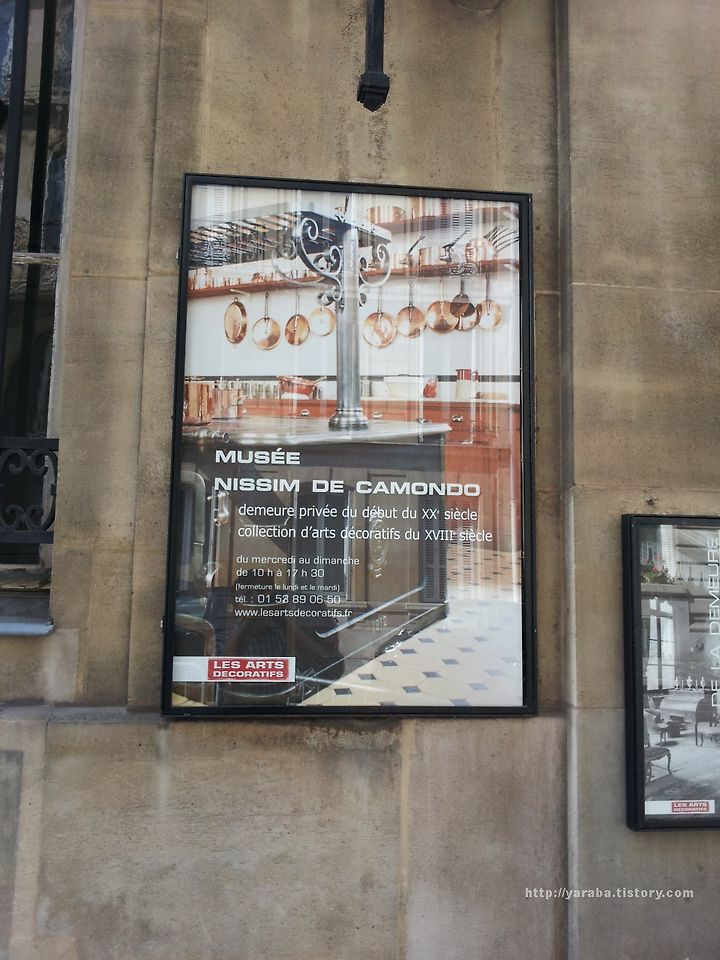 MUSÉE
NISSIM DE CAMONDO
demeure privée du début du XXe siècle
collection d'arts décoratifs du XVIIIe siècle
du mercredi au dimanche
de 10 h à 17 h 30
(fermeture le lundi et le mardi)
tél. : 01 53 89 06 50
www.lesartsdecoratifs.fr
LES ARTS
DECORATIFS
DE LA DEMEURE
LES ARTS
DECORATIFS
http://yaraba.tistory.com